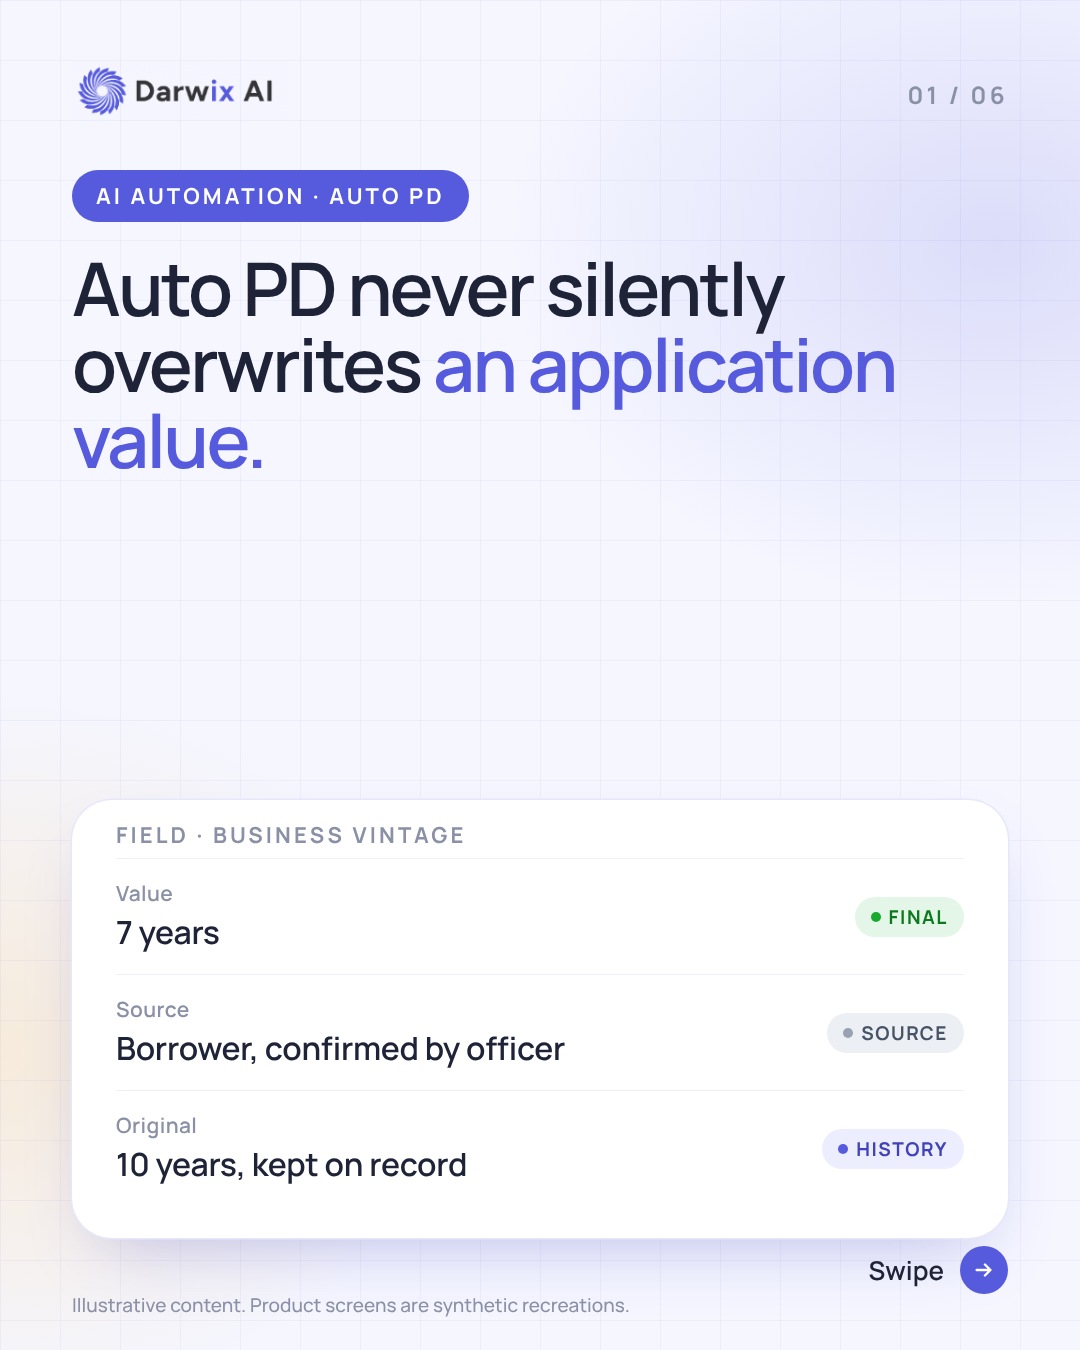 Darwix AI
01 / 06
AI AUTOMATION · AUTO PD
Auto PD never silently
overwrites an application
value.
FIELD · BUSINESS VINTAGE
Value
7 years
FINAL
Source
Borrower, confirmed by officer
SOURCE
Original
10 years, kept on record
HISTORY
Swipe
Illustrative content. Product screens are synthetic recreations.